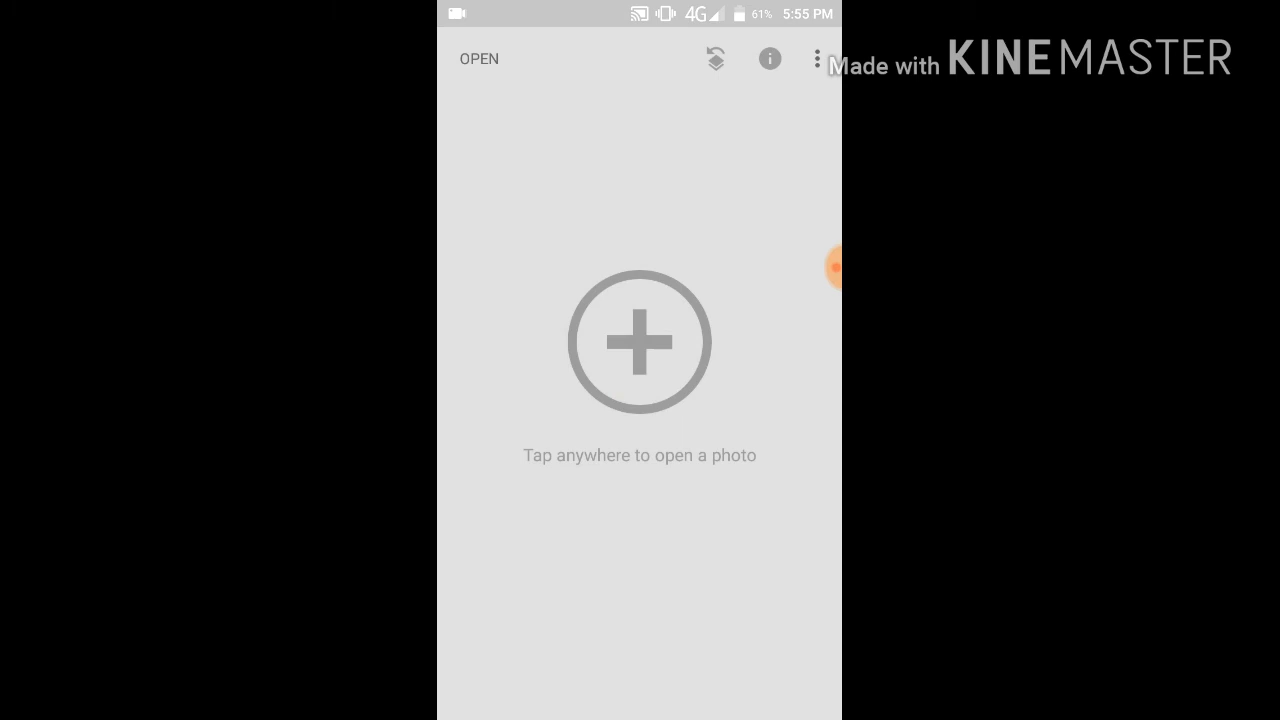 4G 61% 5:55 PM
OPEN
Made with KINEMASTER
Tap anywhere to open a photo